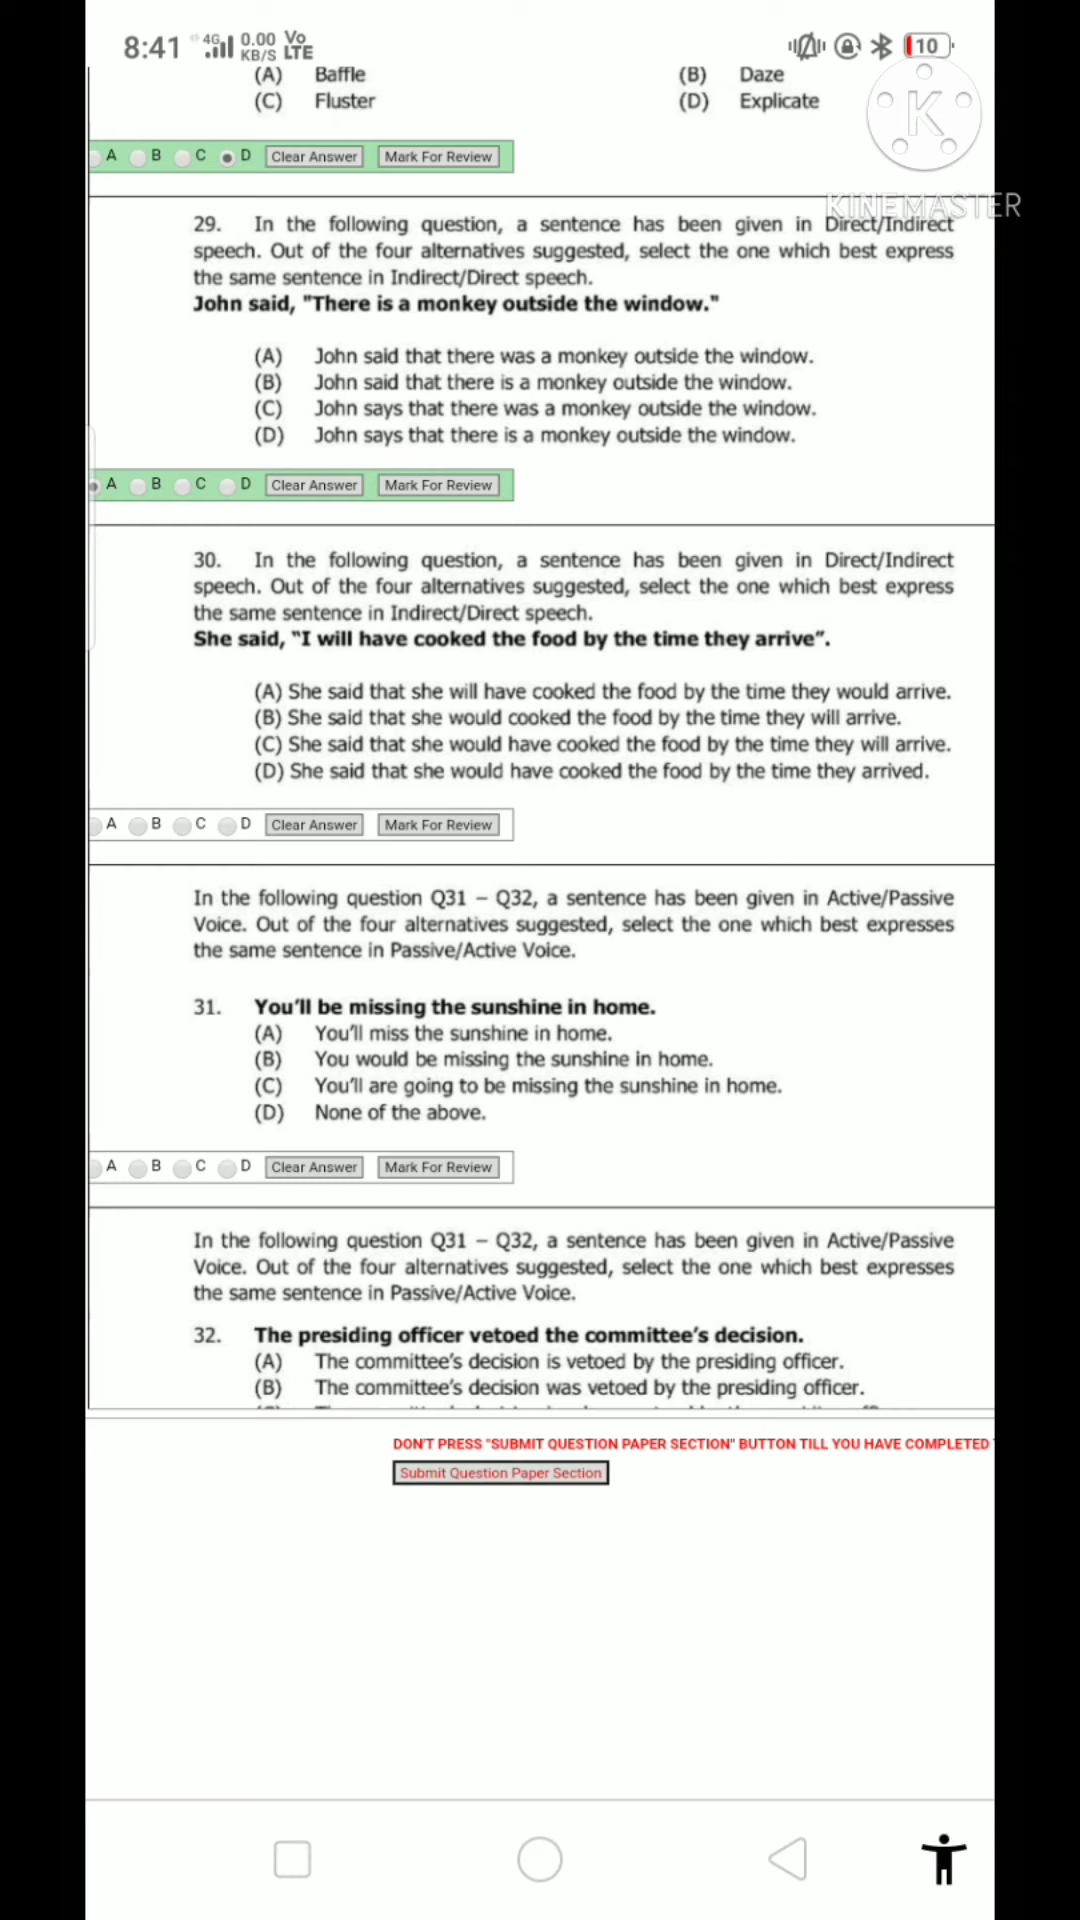 8:41 4G 0.00 KB/S Vo LTE 10
(A) Baffle (B) Daze
(C) Fluster (D) Explicate
K
KINEMASTER
A B C D Clear Answer Mark For Review
29. In the following question, a sentence has been given in Direct/Indirect
speech. Out of the four alternatives suggested, select the one which best express
the same sentence in Indirect/Direct speech.
John said, "There is a monkey outside the window."
(A) John said that there was a monkey outside the window.
(B) John said that there is a monkey outside the window.
(C) John says that there was a monkey outside the window.
(D) John says that there is a monkey outside the window.
A B C D Clear Answer Mark For Review
30. In the following question, a sentence has been given in Direct/Indirect
speech. Out of the four alternatives suggested, select the one which best express
the same sentence in Indirect/Direct speech.
She said, “I will have cooked the food by the time they arrive”.
(A) She said that she will have cooked the food by the time they would arrive.
(B) She said that she would cooked the food by the time they will arrive.
(C) She said that she would have cooked the food by the time they will arrive.
(D) She said that she would have cooked the food by the time they arrived.
A B C D Clear Answer Mark For Review
In the following question Q31 – Q32, a sentence has been given in Active/Passive
Voice. Out of the four alternatives suggested, select the one which best expresses
the same sentence in Passive/Active Voice.
31. You’ll be missing the sunshine in home.
(A) You’ll miss the sunshine in home.
(B) You would be missing the sunshine in home.
(C) You’ll are going to be missing the sunshine in home.
(D) None of the above.
A B C D Clear Answer Mark For Review
In the following question Q31 – Q32, a sentence has been given in Active/Passive
Voice. Out of the four alternatives suggested, select the one which best expresses
the same sentence in Passive/Active Voice.
32. The presiding officer vetoed the committee’s decision.
(A) The committee’s decision is vetoed by the presiding officer.
(B) The committee’s decision was vetoed by the presiding officer.
DON'T PRESS "SUBMIT QUESTION PAPER SECTION" BUTTON TILL YOU HAVE COMPLETED
Submit Question Paper Section